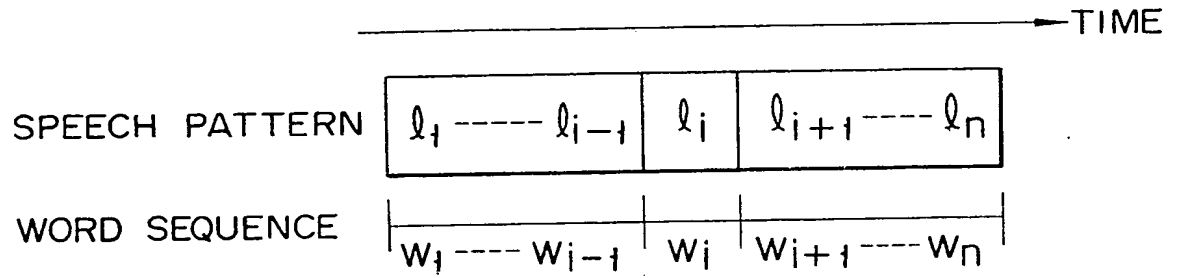 TIME
SPEECH PATTERN ℓ₁ ----- ℓᵢ₋₁ ℓᵢ ℓᵢ₊₁ ---- ℓₙ
WORD SEQUENCE W₁ ---- Wᵢ₋₁ Wᵢ Wᵢ₊₁ ---- Wₙ